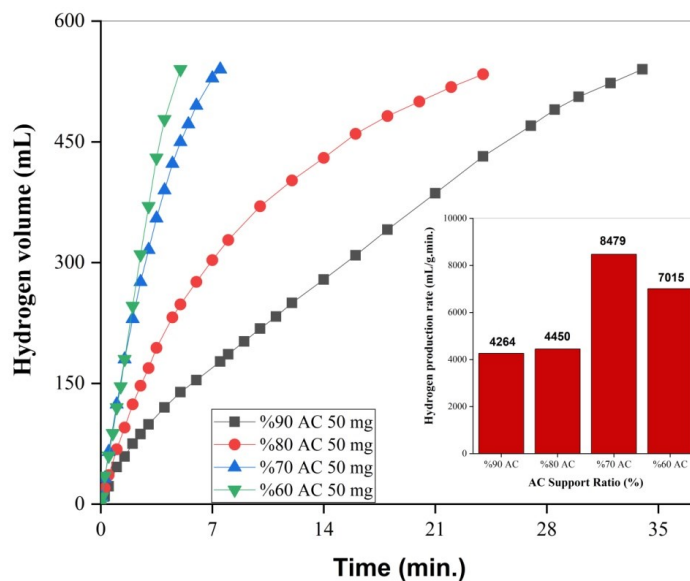 600
450
300
150
0
Hydrogen volume (mL)
%90 AC 50 mg
%80 AC 50 mg
%70 AC 50 mg
%60 AC 50 mg
0 7 14 21 28 35
Time (min.)
10000
8000
6000
4000
2000
0
Hydrogen production rate (mL/g.min.)
4264 4450 8479 7015
%90 AC %80 AC %70 AC %60 AC
AC Support Ratio (%)